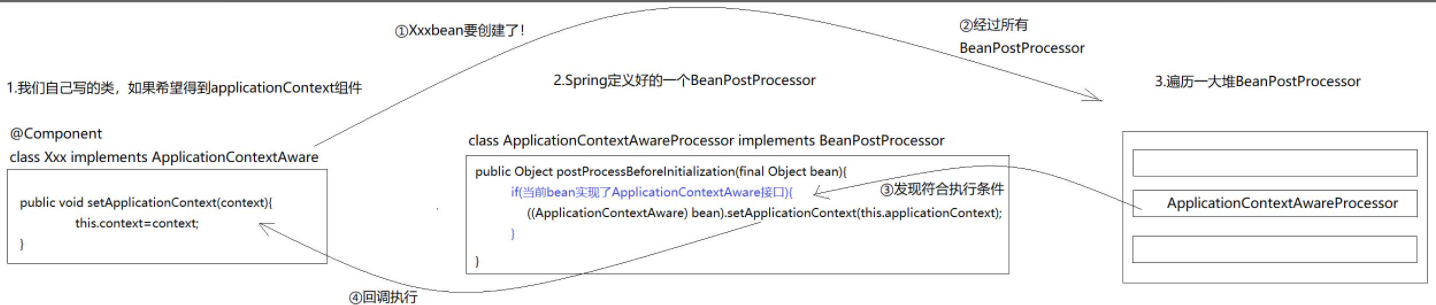 ①Xxxbean要创建了!
②经过所有
BeanPostProcessor
1.我们自己写的类，如果希望得到applicationContext组件
2.Spring定义好的一个BeanPostProcessor
3.遍历一大堆BeanPostProcessor
@Component
class Xxx implements ApplicationContextAware
public void setApplicationContext(context){
this.context=context;
}
class ApplicationContextAwareProcessor implements BeanPostProcessor
public Object postProcessBeforeInitialization(final Object bean){
if(当前bean实现了ApplicationContextAware接口){
((ApplicationContextAware) bean).setApplicationContext(this.applicationContext);
}
}
③发现符合执行条件
ApplicationContextAwareProcessor
④回调执行